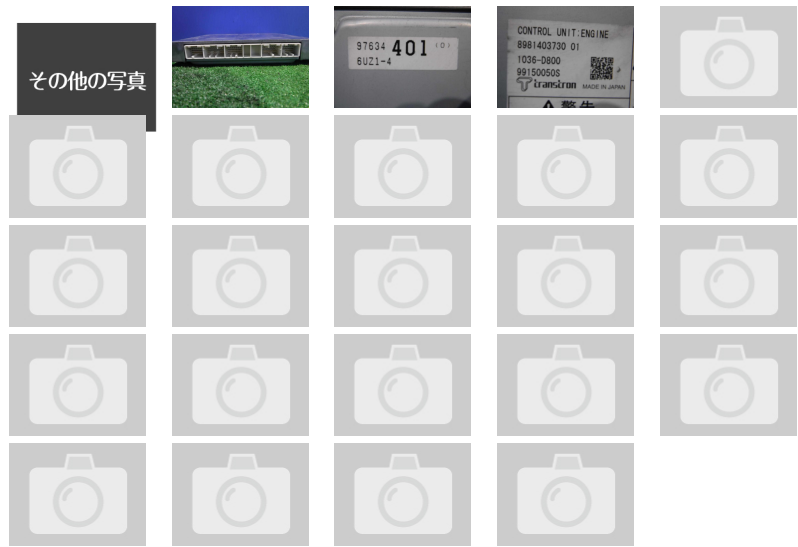 その他の写真
97634 401 (0)
6UZ1-4
CONTROL UNIT:ENGINE
8981403730 01
1036-D800
99150050S
transtron MADE IN JAPAN
警告